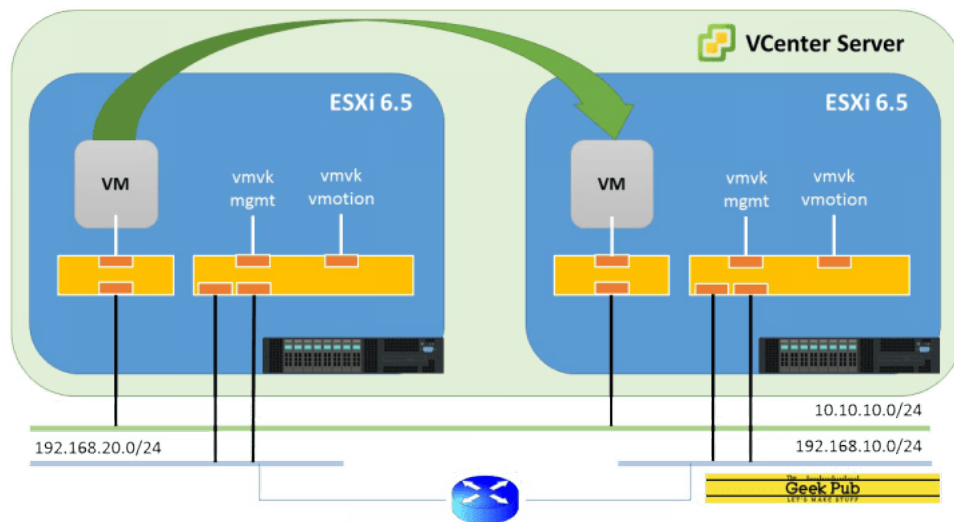 VCenter Server
ESXi 6.5
ESXi 6.5
VM
vmvk
mgmt
vmvk
vmotion
VM
vmvk
mgmt
vmvk
vmotion
10.10.10.0/24
192.168.20.0/24
192.168.10.0/24
The
Geek Pub
LET'S MAKE STUFF